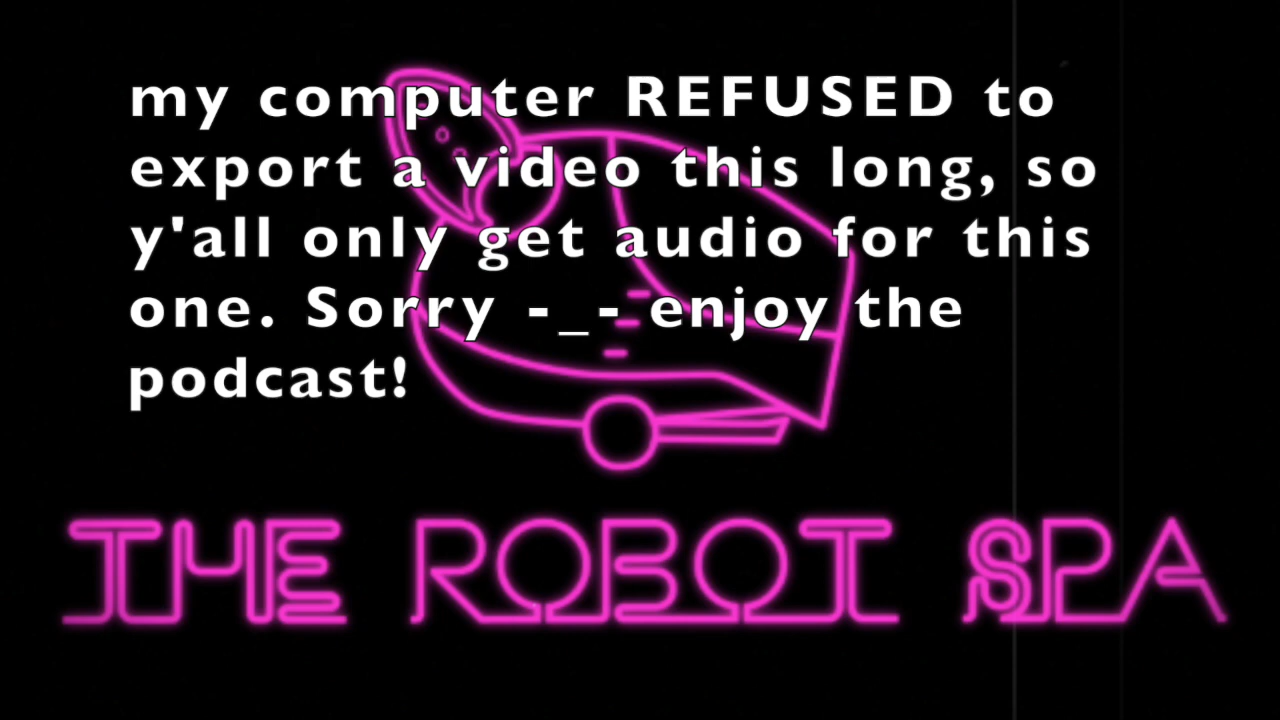 my computer REFUSED to
export a video this long, so
y'all only get audio for this
one. Sorry -_- enjoy the
podcast!
THE ROBOT SPA